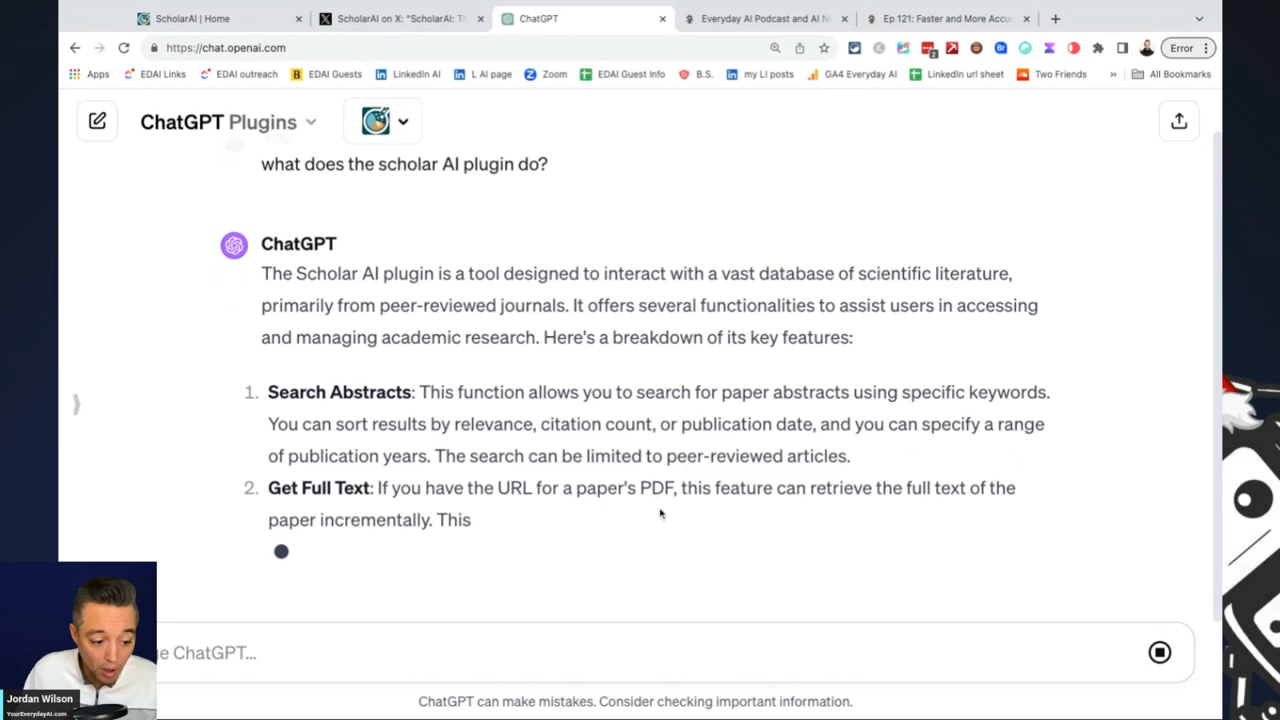 ScholarAI | Home
ScholarAI on X: "ScholarAI: Th
ChatGPT
Everyday AI Podcast and AI N
Ep 121: Faster and More Accur
https://chat.openai.com
Error
Apps
EDAI Links
EDAI outreach
EDAI Guests
LinkedIn AI
L AI page
Zoom
EDAI Guest Info
B.S.
my LI posts
GA4 Everyday AI
LinkedIn url sheet
Two Friends
»
All Bookmarks
ChatGPT Plugins
what does the scholar AI plugin do?
ChatGPT
The Scholar AI plugin is a tool designed to interact with a vast database of scientific literature,
primarily from peer-reviewed journals. It offers several functionalities to assist users in accessing
and managing academic research. Here's a breakdown of its key features:
1. Search Abstracts: This function allows you to search for paper abstracts using specific keywords.
You can sort results by relevance, citation count, or publication date, and you can specify a range
of publication years. The search can be limited to peer-reviewed articles.
2. Get Full Text: If you have the URL for a paper's PDF, this feature can retrieve the full text of the
paper incrementally. This
e ChatGPT...
ChatGPT can make mistakes. Consider checking important information.
Jordan Wilson
YourEverydayAI.com